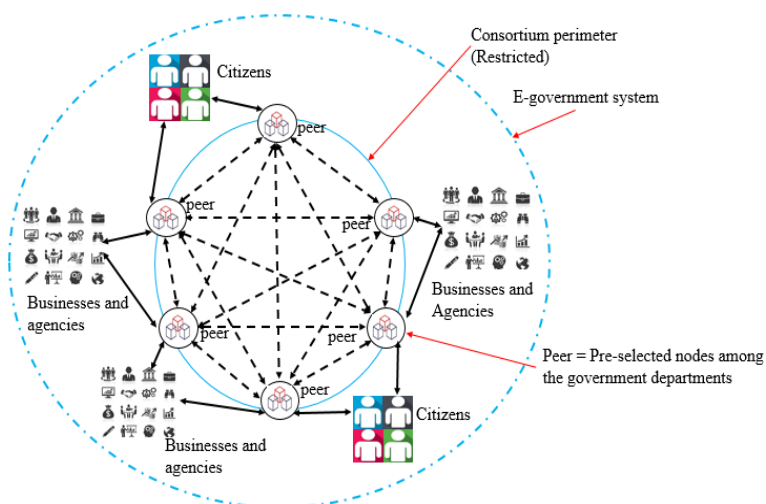 Consortium perimeter
(Restricted)
Citizens
E-government system
peer
peer
peer
Businesses and
agencies
Businesses and
Agencies
peer
peer
peer
Peer = Pre-selected nodes among
the government departments
Citizens
Businesses and
agencies